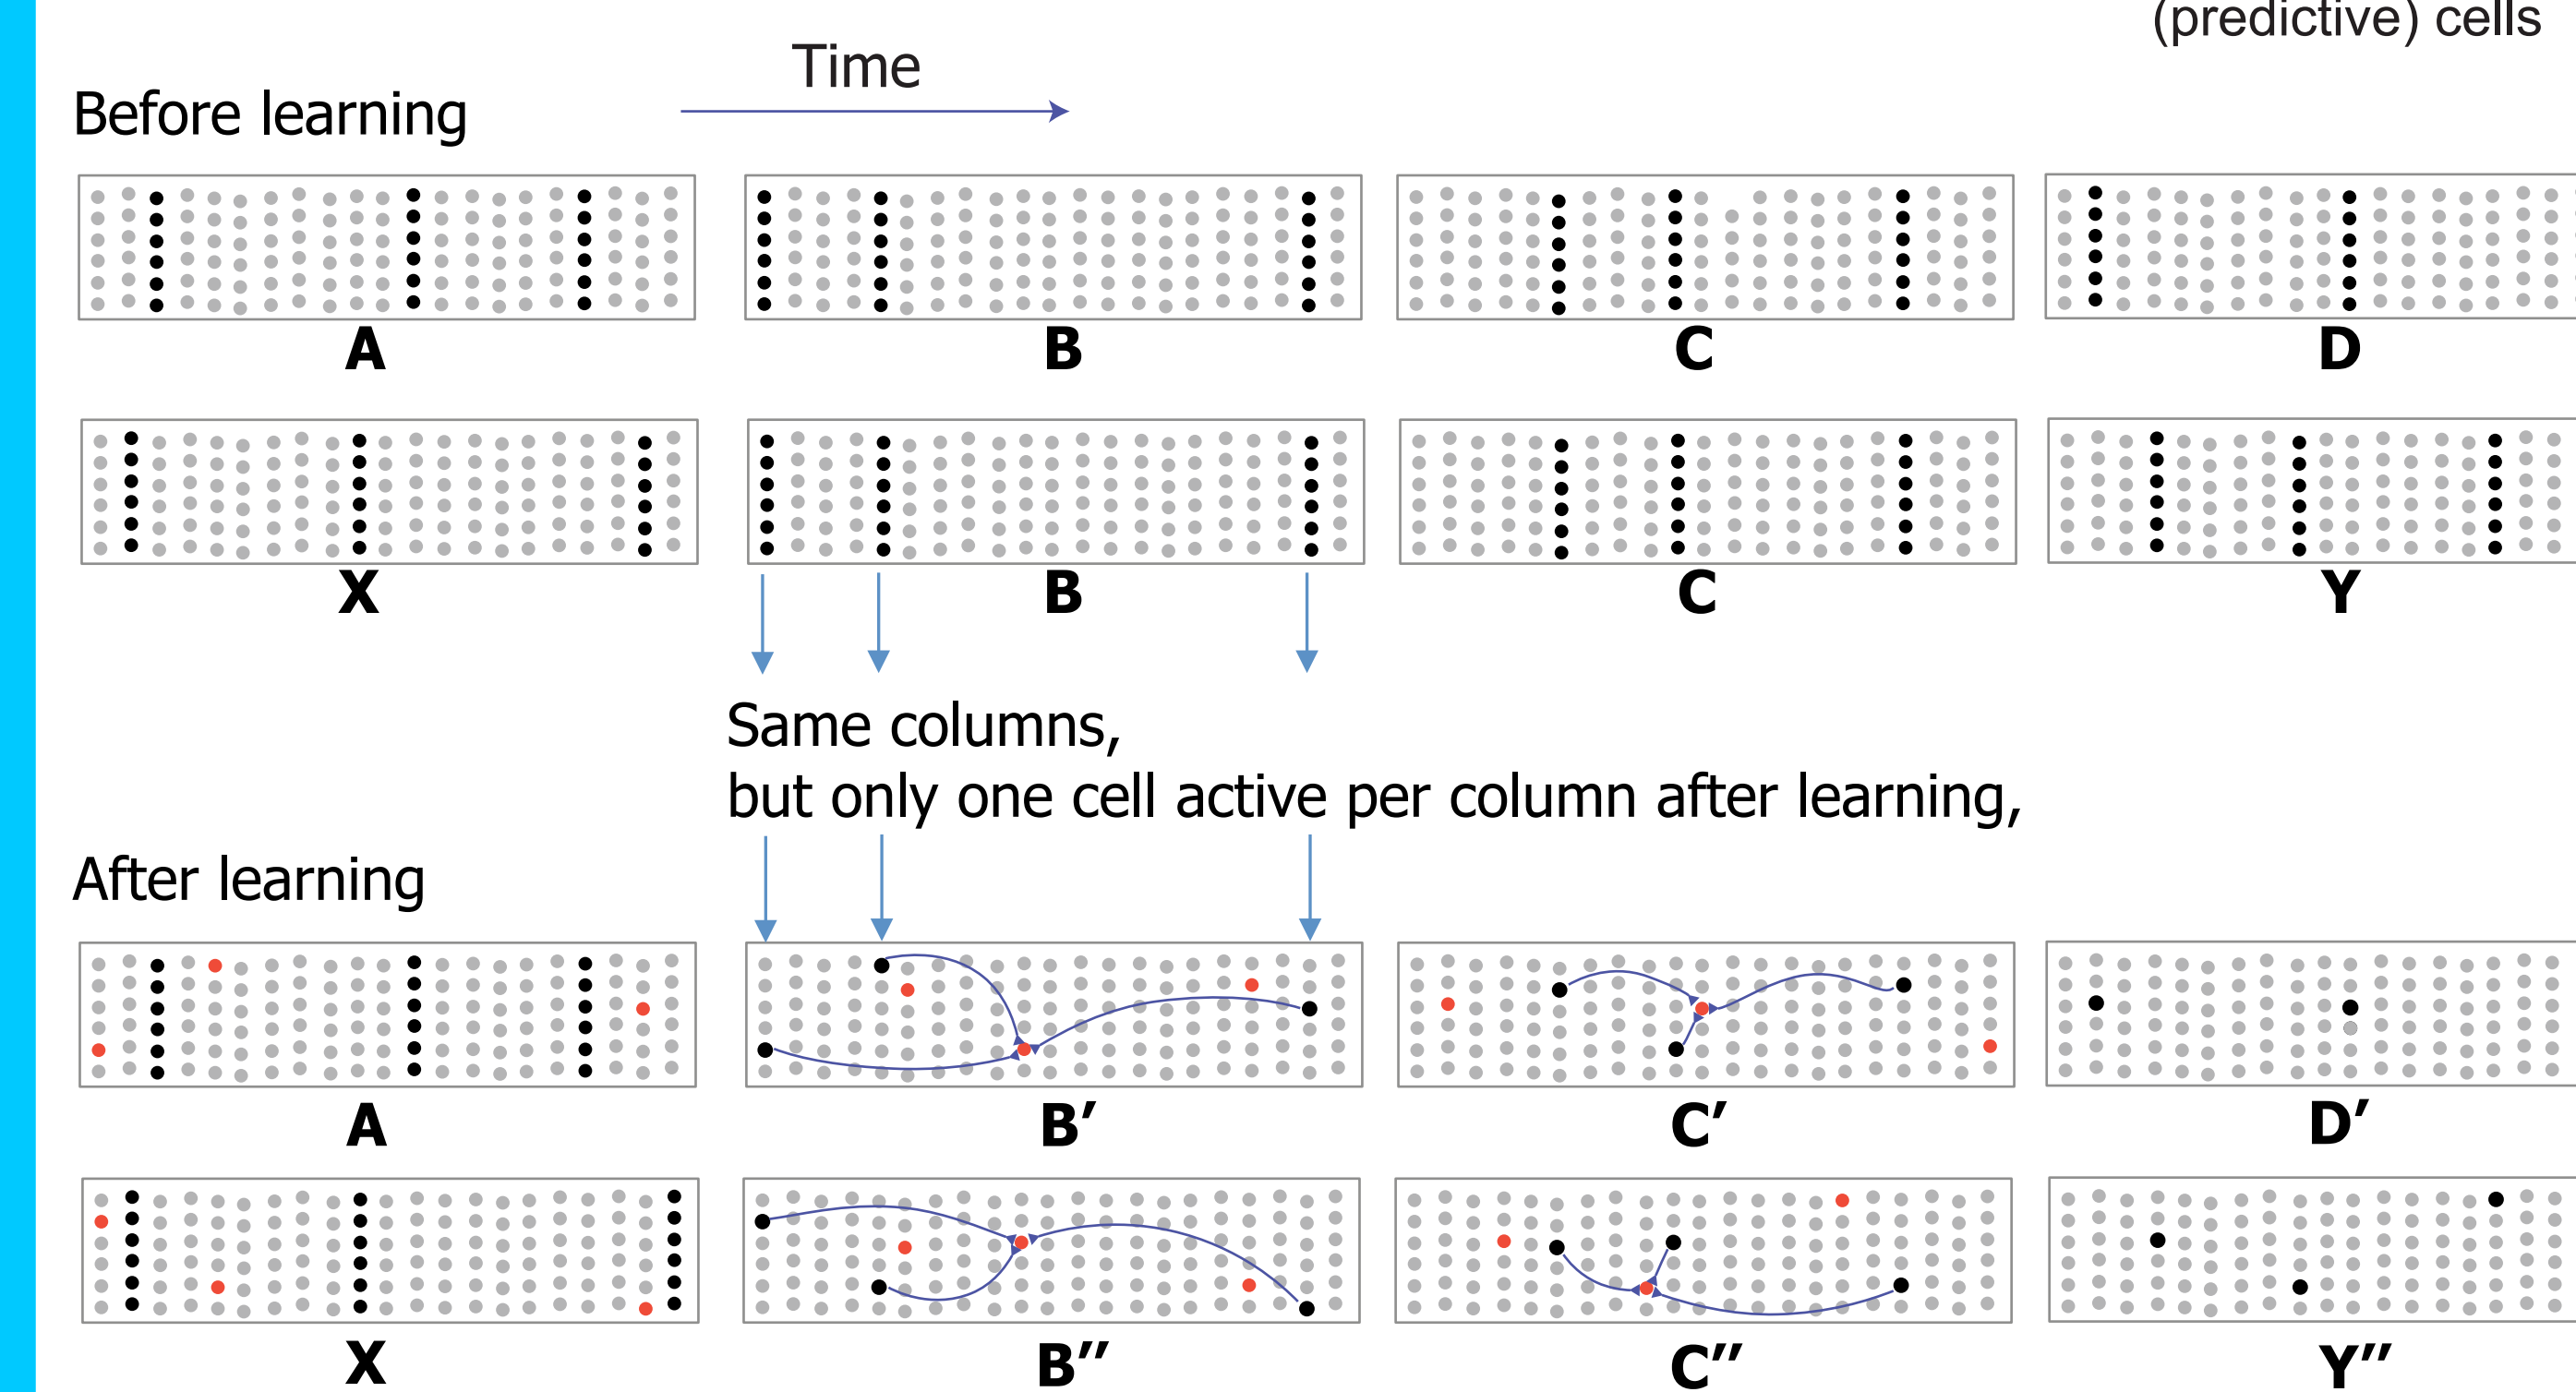 (predictive) cells
Time
Before learning
A B C D
X B C Y
Same columns,
but only one cell active per column after learning,
After learning
A B′ C′ D′
X B′′ C′′ Y′′